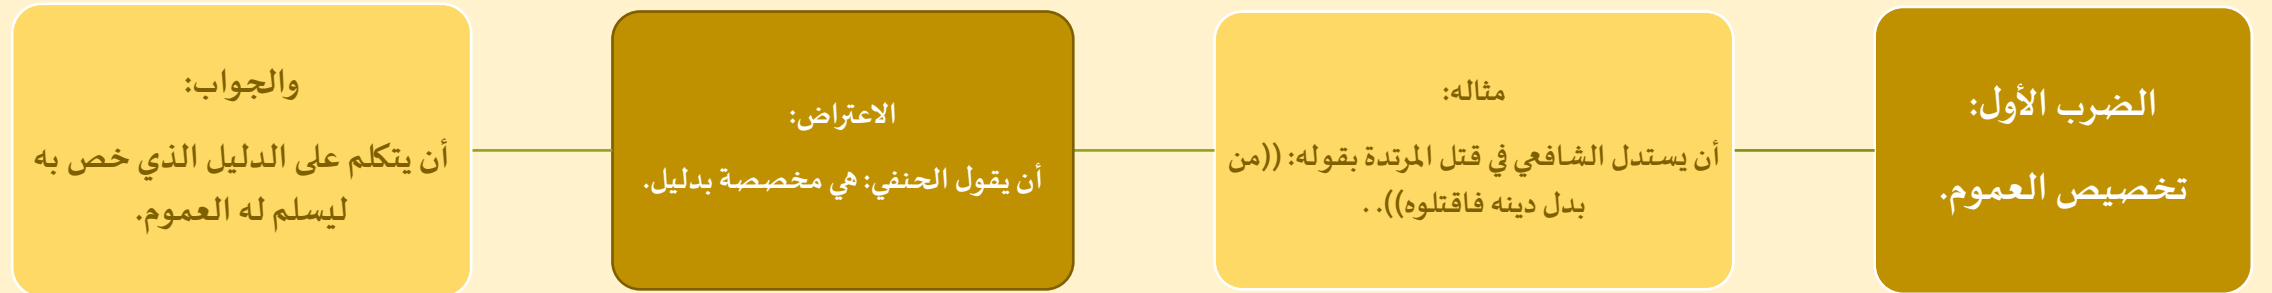 الضرب الأول:
تخصيص العموم.
مثاله:
أن يستدل الشافعي في قتل المرتدة بقوله: ((من
بدل دينه فاقتلوه)). .
الاعتراض:
أن يقول الحنفي: هي مخصصة بدليل.
والجواب:
أن يتكلم على الدليل الذي خص به
ليسلم له العموم.